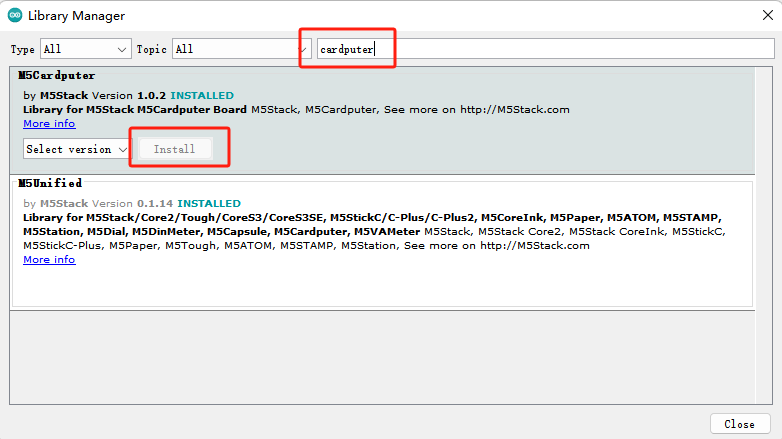 Library Manager
Type All Topic All cardputer
M5Cardputer
by M5Stack Version 1.0.2 INSTALLED
Library for M5Stack M5Cardputer Board M5Stack, M5Cardputer, See more on http://M5Stack.com
More info
Select version Install
M5Unified
by M5Stack Version 0.1.14 INSTALLED
Library for M5Stack/Core2/Tough/CoreS3/CoreS3SE, M5StickC/C-Plus/C-Plus2, M5CoreInk, M5Paper, M5ATOM, M5STAMP,
M5Station, M5Dial, M5DinMeter, M5Capsule, M5Cardputer, M5VAMeter M5Stack, M5Stack Core2, M5Stack CoreInk, M5StickC,
M5StickC-Plus, M5Paper, M5Tough, M5ATOM, M5STAMP, M5Station, See more on http://M5Stack.com
More info
Close